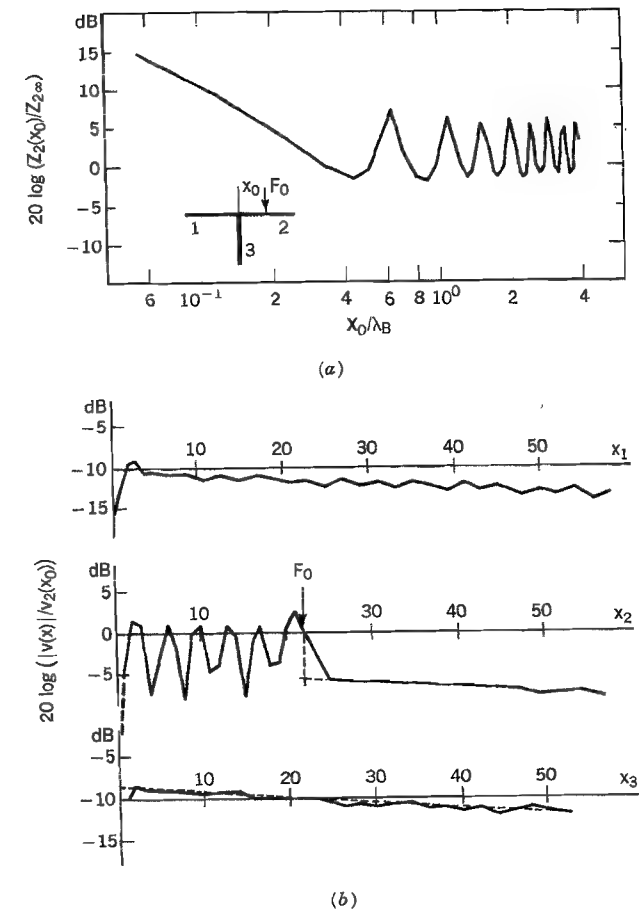 dB
15
10
5
0
−5
−10
20 log (Z₂(x₀)/Z₂∞)
x₀ F₀
1 2
3
6 10⁻¹ 2 4 6 8 10⁰ 2 4
X₀/λB
(a)
dB
−5
10 20 30 40 50 x₁
−10
−15
dB
F₀
5
10 30 40 50 x₂
0
−5
20 log (|v(x)|/v₂(x₀))
dB
−5
10 20 30 40 50 x₃
−10
−15
(b)